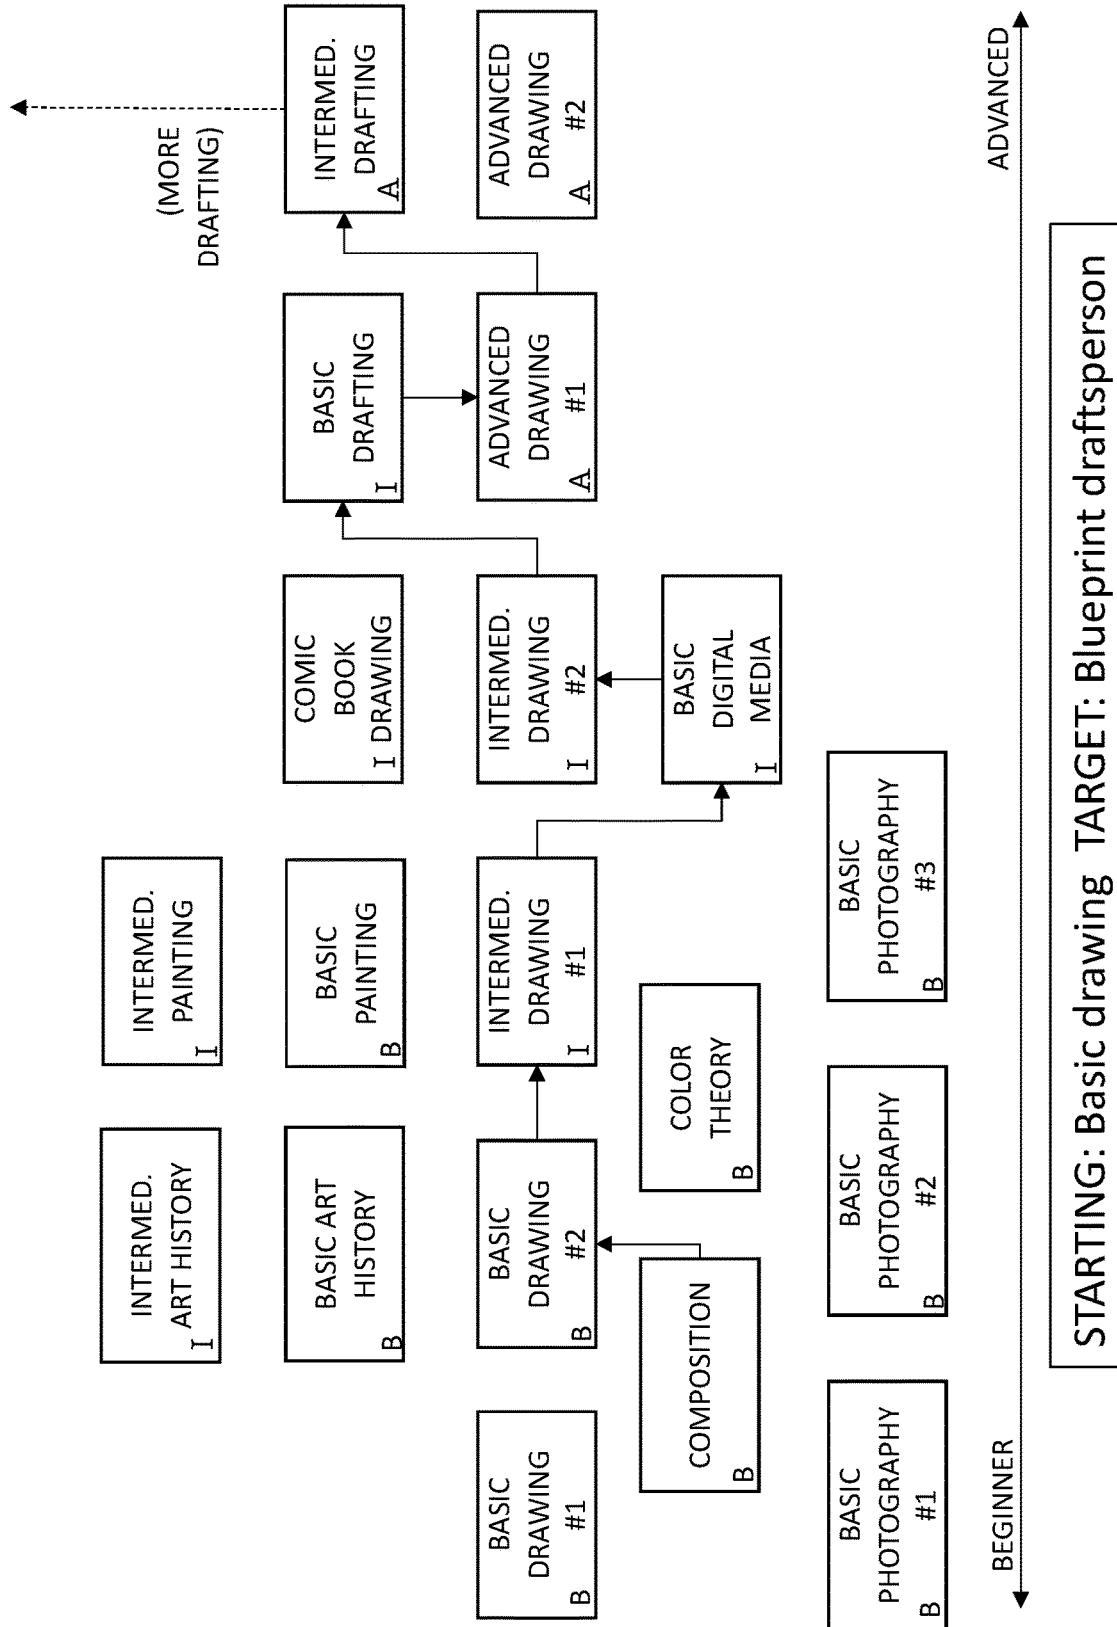 (MORE
DRAFTING)
INTERMED.
ART HISTORY
I
INTERMED.
PAINTING
I
BASIC ART
HISTORY
B
BASIC
PAINTING
B
COMIC
BOOK
DRAWING
I
BASIC
DRAFTING
I
INTERMED.
DRAFTING
A
BASIC
DRAWING
#1
B
BASIC
DRAWING
#2
B
INTERMED.
DRAWING
#1
I
INTERMED.
DRAWING
#2
I
ADVANCED
DRAWING
#1
A
ADVANCED
DRAWING
#2
A
COMPOSITION
B
COLOR
THEORY
B
BASIC
DIGITAL
MEDIA
I
BASIC
PHOTOGRAPHY
#1
B
BASIC
PHOTOGRAPHY
#2
B
BASIC
PHOTOGRAPHY
#3
B
BEGINNER
ADVANCED
STARTING: Basic drawing TARGET: Blueprint draftsperson